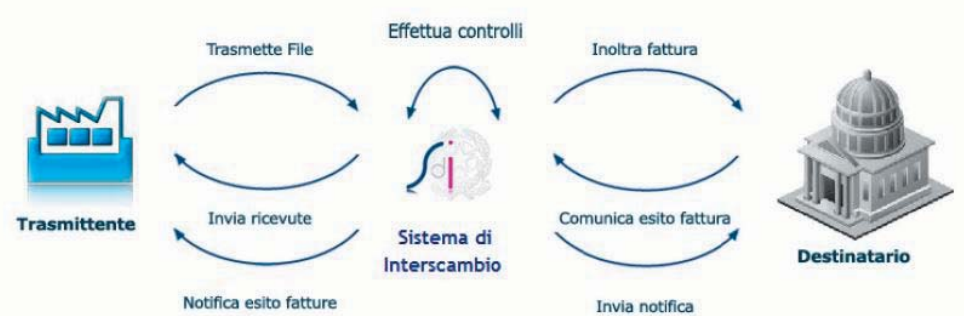 Effettua controlli
Trasmette File
Inoltra fattura
Sdi
Trasmittente
Invia ricevute
Sistema di
Interscambio
Comunica esito fattura
Destinatario
Notifica esito fatture
Invia notifica